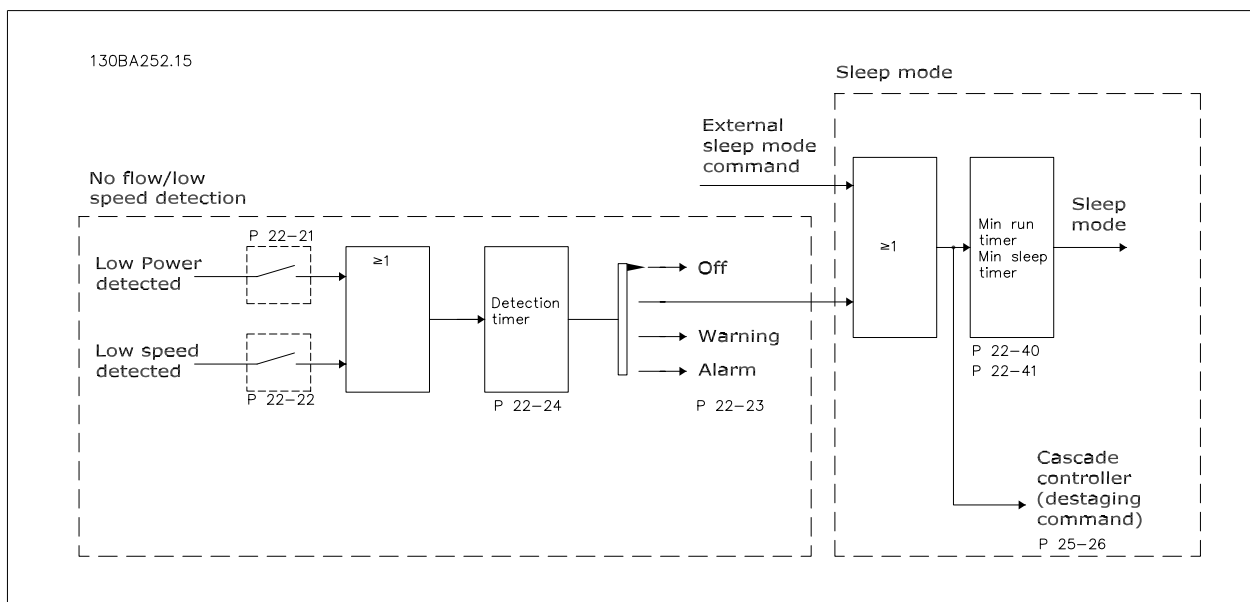 130BA252.15
Sleep mode
External
sleep mode
command
No flow/low
speed detection
P 22-21
Low Power
detected
≥1
Detection
timer
Off
Warning
Alarm
Low speed
detected
P 22-22
P 22-24
P 22-23
≥1
Min run
timer
Min sleep
timer
Sleep
mode
P 22-40
P 22-41
Cascade
controller
(destaging
command)
P 25-26